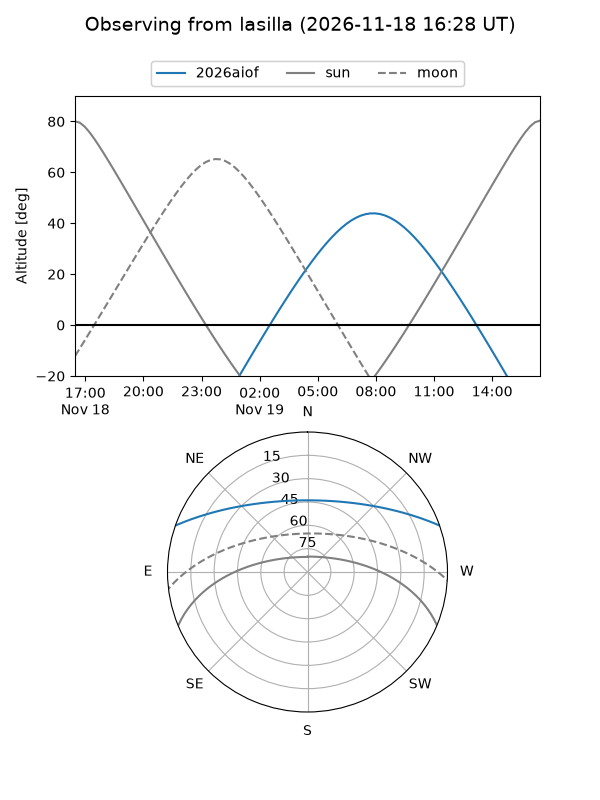 Observing from lasilla (2026-11-18 16:28 UT)
2026aiof sun moon
Altitude [deg]
80
60
40
20
0
−20
17:00 20:00 23:00 02:00 05:00 08:00 11:00 14:00
Nov 18 Nov 19
N
NE NW
15
30
45
60
75
E W
SE SW
S